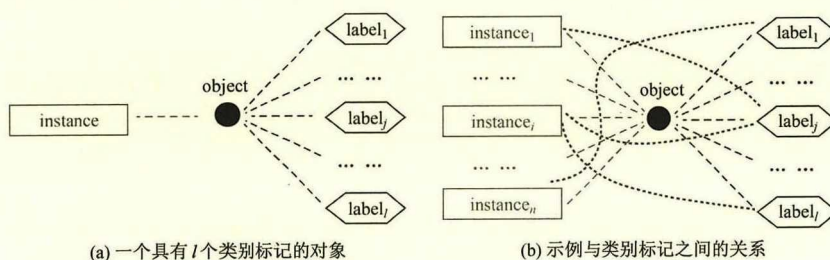 label₁
... ...
object
instance
labelⱼ
... ...
labelₗ
(a) 一个具有 l 个类别标记的对象
instance₁
label₁
... ...
... ...
object
instanceᵢ
labelⱼ
... ...
... ...
instanceₙ
labelₗ
(b) 示例与类别标记之间的关系